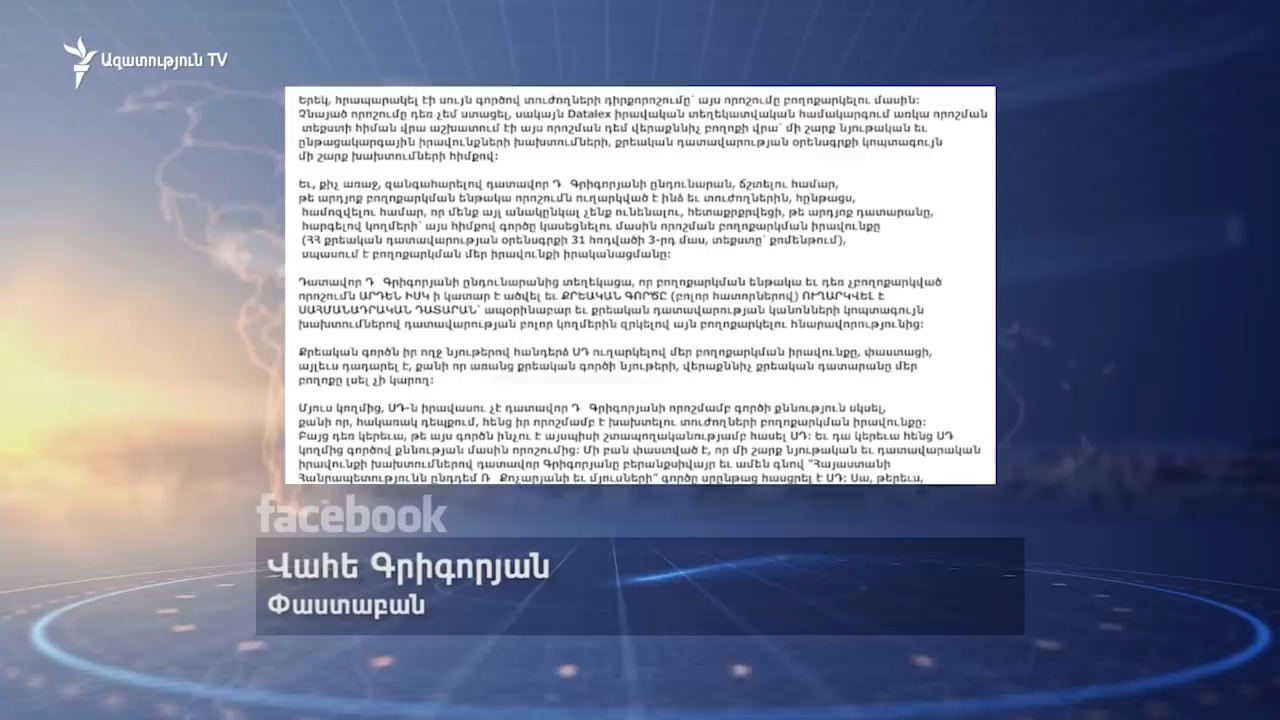 Ազատություն TV
Երեկ, հրապարակել էի սույն գործով տուժողների դիրքորոշումը՝ այս որոշումը բողոքարկելու մասին:
Չնայած որոշումը դեռ չեմ ստացել, սակայն Datalex իրավական տեղեկատվական համակարգում առկա որոշման
տեքստի հիման վրա աշխատում էի այս որոշման դեմ վերաքննիչ բողոքի վրա՝ մի շարք նյութական եւ
ընթացակարգային իրավունքների խախտումների, քրեական դատավարության օրենսգրքի կոպտագույն
մի շարք խախտումների հիմքով:
Եւ, քիչ առաջ, զանգահարելով դատավոր Դ. Գրիգորյանի ընդունարան, ճշտելու համար,
թե արդյոք բողոքարկման ենթակա որոշումն ուղարկված է ինձ եւ տուժողներին, հընթացս,
համոզվելու համար, որ մենք այլ անակընկալ չենք ունենալու, հետաքրքրվեցի, թե արդյոք դատարանը,
հարգելով կողմերի՝ այս հիմքով գործը կասեցնելու մասին որոշման բողոքարկման իրավունքը
(ՀՀ քրեական դատավարության օրենսգրքի 31 հոդվածի 3-րդ մաս, տեքստը՝ քոմենթում),
սպասում է բողոքարկման մեր իրավունքի իրականացմանը:
Դատավոր Դ. Գրիգորյանի ընդունարանից տեղեկացա, որ բողոքարկման ենթակա եւ դեռ չբողոքարկված
որոշումն ԱՐԴԵՆ ԻՍԿ ի կատար է ածվել եւ ՔՐԵԱԿԱՆ ԳՈՐԾԸ (բոլոր հատորներով) ՈՒՂԱՐԿՎԵԼ է
ՍԱՀՄԱՆԱԴՐԱԿԱՆ ԴԱՏԱՐԱՆ՝ ապօրինաբար եւ քրեական դատավարության կանոնների կոպտագույն
խախտումներով դատավարության բոլոր կողմերին զրկելով այն բողոքարկելու հնարավորությունից:
Քրեական գործն իր ողջ նյութերով հանդերձ ՍԴ ուղարկելով մեր բողոքարկման իրավունքը, փաստացի,
այլեւս դադարել է, քանի որ առանց քրեական գործի նյութերի, վերաքննիչ քրեական դատարանը մեր
բողոքը լսել չի կարող:
Մյուս կողմից, ՍԴ-ն իրավասու չէ դատավոր Դ. Գրիգորյանի որոշմամբ գործի քննություն սկսել,
քանի որ, հակառակ դեպքում, հենց իր որոշմամբ է խախտելու տուժողների բողոքարկման իրավունքը:
Բայց դեռ կերեւա, թե այս գործն ինչու է այսպիսի շտապողականությամբ հասել ՍԴ: Եւ դա կերեւա հենց ՍԴ
կողմից գործով քննության մասին որոշումից: Մի բան փաստված է, որ մի շարք նյութական եւ դատավարական
իրավունքի խախտումներով դատավոր Գրիգորյանը բերանքսիվայր եւ ամեն գնով "Հայաստանի
Հանրապետությունն ընդդեմ Ռ. Քոչարյանի եւ մյուսների" գործը սրընթաց հասցրել է ՍԴ: Սա, թերեւս,
facebook
Վահե Գրիգորյան
Փաստաբան